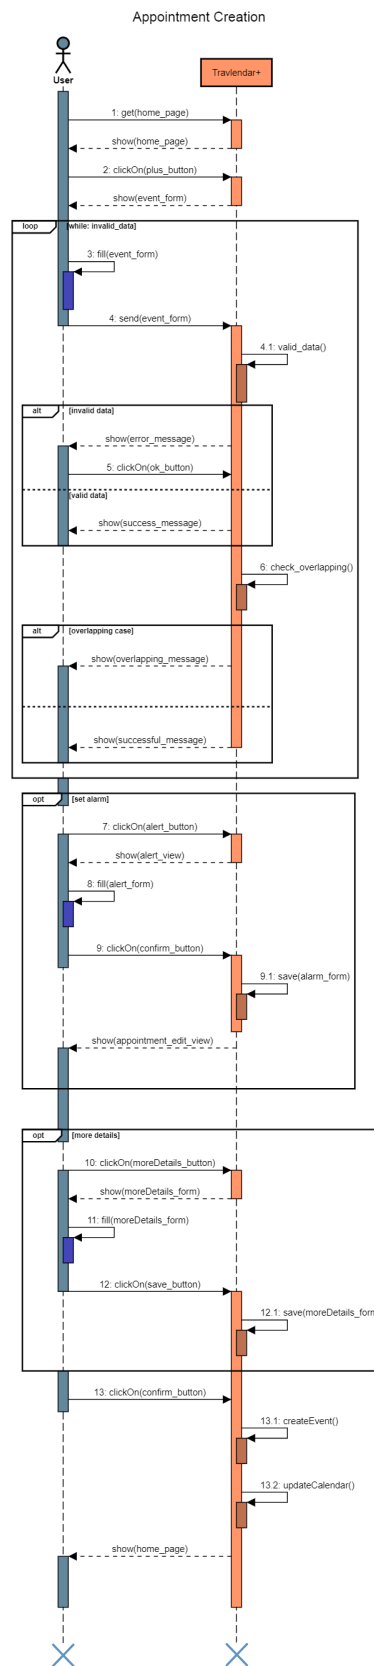 Appointment Creation
User
Travlendar+
1: get(home_page)
show(home_page)
2: clickOn(plus_button)
show(event_form)
loop
[while: invalid_data]
3: fill(event_form)
4: send(event_form)
4.1: valid_data()
alt
[invalid data]
show(error_message)
5: clickOn(ok_button)
[valid data]
show(success_message)
6: check_overlapping()
alt
[overlapping case]
show(overlapping_message)
show(successful_message)
opt
[set alarm]
7: clickOn(alert_button)
show(alert_view)
8: fill(alert_form)
9: clickOn(confirm_button)
9.1: save(alarm_form)
show(appointment_edit_view)
opt
[more details]
10: clickOn(moreDetails_button)
show(moreDetails_form)
11: fill(moreDetails_form)
12: clickOn(save_button)
12.1: save(moreDetails_form
13: clickOn(confirm_button)
13.1: createEvent()
13.2: updateCalendar()
show(home_page)